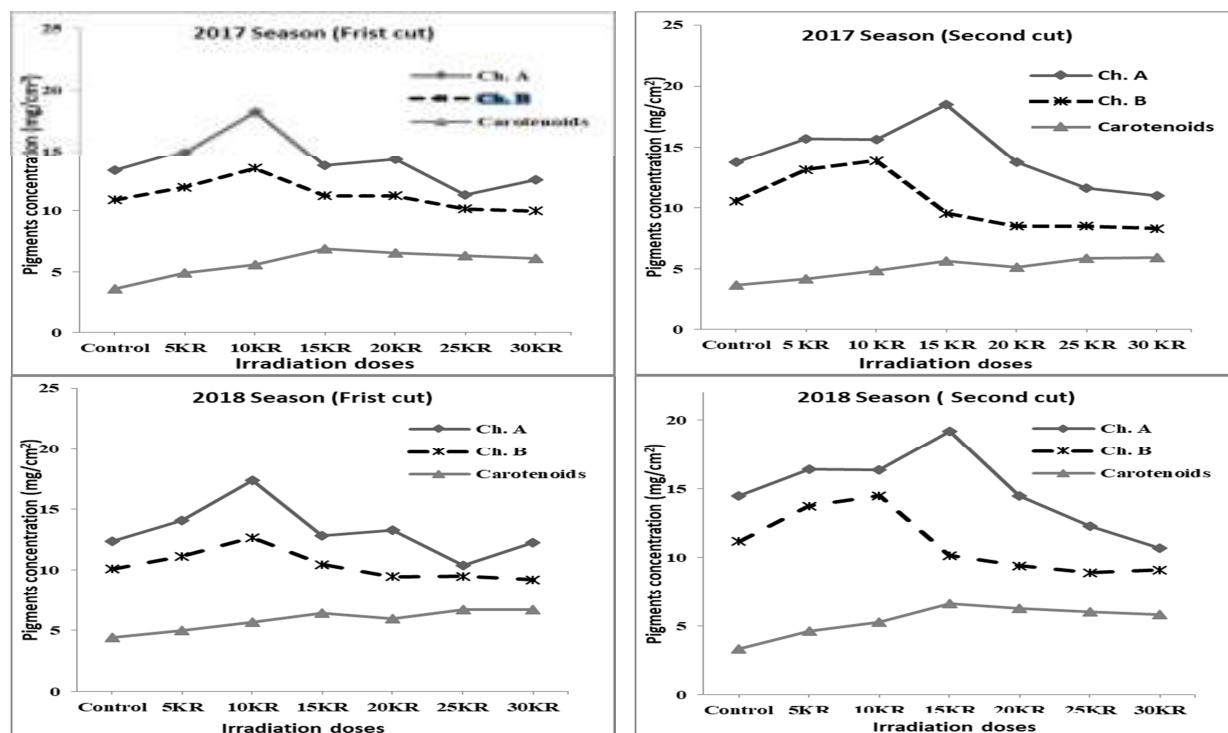 2017 Season (Frist cut)
Pigments concentration (mg/cm²)
25
20
15
10
5
0
Ch. A
Ch. B
Carotenoids
Control 5KR 10KR 15KR 20KR 25KR 30KR
Irradiation doses
2017 Season (Second cut)
Pigments concentration (mg/cm2)
25
20
15
10
5
0
Ch. A
Ch. B
Carotenoids
Control 5 KR 10 KR 15 KR 20 KR 25 KR 30 KR
Irradiation doses
2018 Season (Frist cut)
Pigments concentration (mg/cm²)
25
20
15
10
5
0
Ch. A
Ch. B
Carotenoids
Control 5KR 10KR 15KR 20KR 25KR 30KR
Irradiation doses
2018 Season ( Second cut)
Pigments concentration (mg/cm²)
20
15
10
5
0
Ch. A
Ch. B
Carotenoids
Control 5KR 10KR 15KR 20KR 25KR 30KR
Irradiation doses